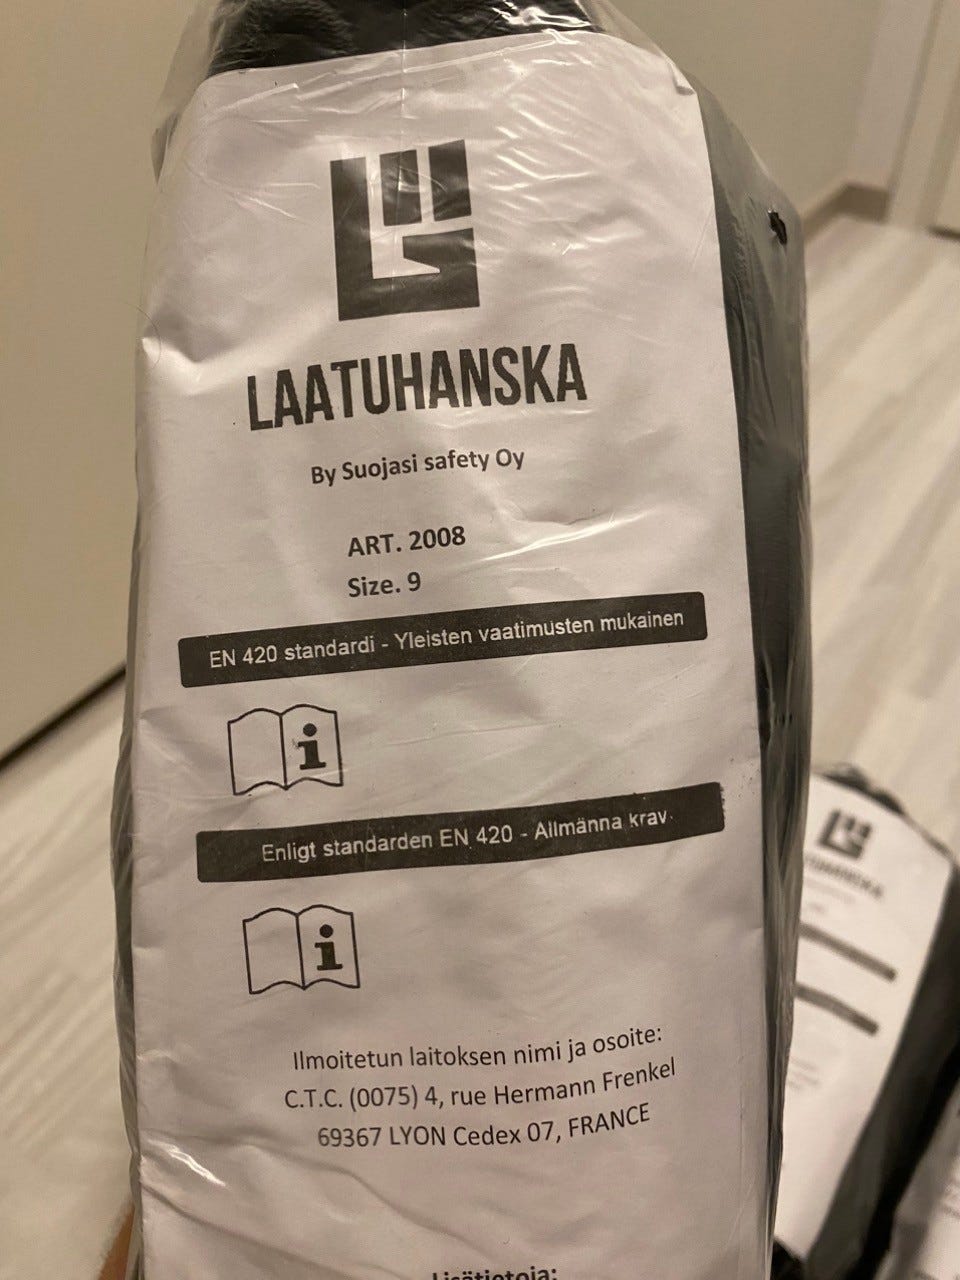 LAATUHANSKA
By Suojasi safety Oy
ART. 2008
Size. 9
EN 420 standardi - Yleisten vaatimusten mukainen
i
Enligt standarden EN 420 - Allmänna krav
i
Ilmoitetun laitoksen nimi ja osoite:
C.T.C. (0075) 4, rue Hermann Frenkel
69367 LYON Cedex 07, FRANCE
Lisätietoja: